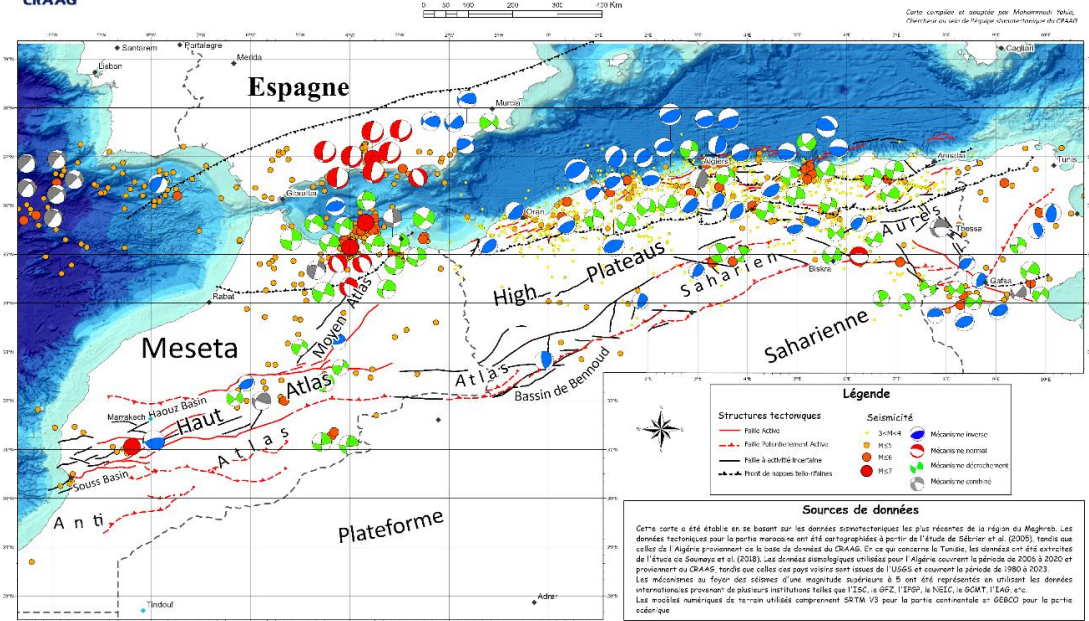 CRAAG
0 50 100 200 300 400 Km
Carte compilée et adaptée par Mohammedi Yahia,
Chercheur au sein de l'équipe sismotectonique du CRAAG
Santarem
Portalegre
Merida
Lisbon
Cagliari
Espagne
Murcia
Gibraltar
Algiers
Annaba
Tunis
Oran
Tbessa
Aurès
Plateaus
High
Saharien
Biskra
Gafsa
Rabat
Moyen Atlas
Meseta
Saharienne
Atlas
Bassin de Bennoud
Atlas
Haut
Marrakech
Haouz Basin
Atlas
Souss Basin
Anti
Plateforme
Tindouf
Adrar
Légende
Structures tectoniques
Faille Active
Faille Potentiellement Active
Faille à activité incertaine
Front de nappes tello-rifaines
Seismicité
3<M<4
M≤5
M≤6
M≤7
Mécanisme inverse
Mécanisme normal
Mécanisme décrochement
Mécanisme combiné
Sources de données
Cette carte a été établie en se basant sur les données sismotectoniques les plus récentes de la région du Maghreb. Les
données tectoniques pour la partie marocaine ont été cartographiées à partir de l'étude de Sébrier et al. (2005), tandis que
celles de l'Algérie proviennent de la base de données du CRAAG. En ce qui concerne la Tunisie, les données ont été extraites
de l'étude de Soumaya et al. (2018). Les données sismologiques utilisées pour l'Algérie couvrent la période de 2006 à 2020 et
proviennent du CRAAG, tandis que celles des pays voisins sont issues de l'USGS et couvrent la période de 1980 à 2023.
Les mécanismes au foyer des séismes d'une magnitude supérieure à 5 ont été représentés en utilisant les données
internationales provenant de plusieurs institutions telles que l'ISC, le GFZ, l'IPGP, le NEIC, le GCMT, l'IAG, etc.
Les modèles numériques de terrain utilisés comprennent SRTM V3 pour la partie continentale et GEBCO pour la partie
océanique